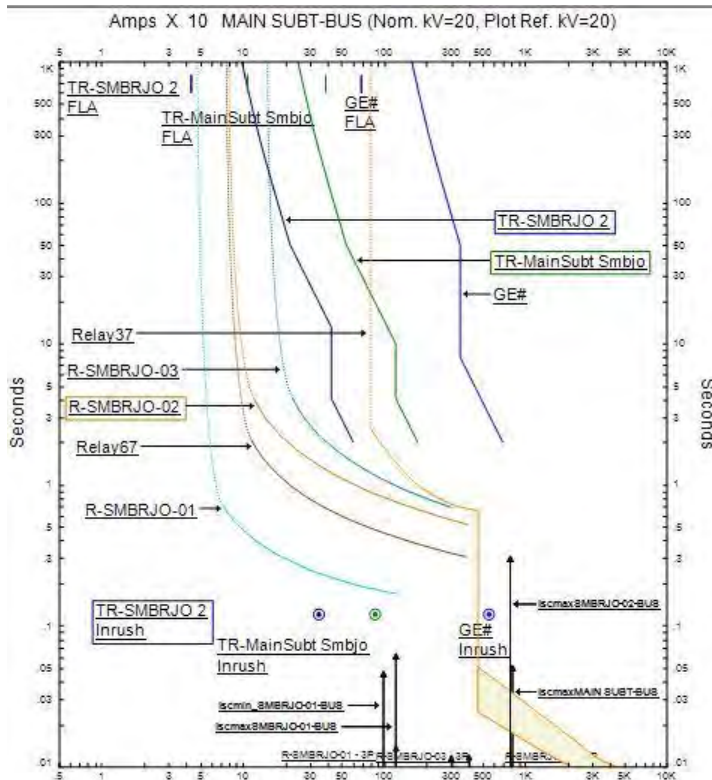 Amps X 10 MAIN SUBT-BUS (Nom. kV=20, Plot Ref. kV=20)
.5 1 3 5 10 30 50 100 300 500 1K 3K 5K 10K
1K
500
300
100
50
30
10
5
3
1
.5
.3
.1
.05
.03
.01
Seconds
TR-SMBRJO 2
FLA
TR-MainSubt Smbjo
FLA
GE#
FLA
TR-SMBRJO 2
TR-MainSubt Smbjo
GE#
Relay37
R-SMBRJO-03
R-SMBRJO-02
Relay67
R-SMBRJO-01
TR-SMBRJO 2
Inrush
TR-MainSubt Smbjo
Inrush
GE#
Inrush
IscmaxSMBRJO-02-BUS
IscmaxMAIN SUBT-BUS
Iscmin_SMBRJO-01-BUS
IscmaxSMBRJO-01-BUS
R-SMBRJO-01 - 3P
R-SMBRJO-03 - 3P
1K
500
300
100
50
30
10
5
3
1
.5
.3
.1
.05
.03
.01
Seconds
.5 1 3 5 10 30 50 100 300 500 1K 3K 5K 10K